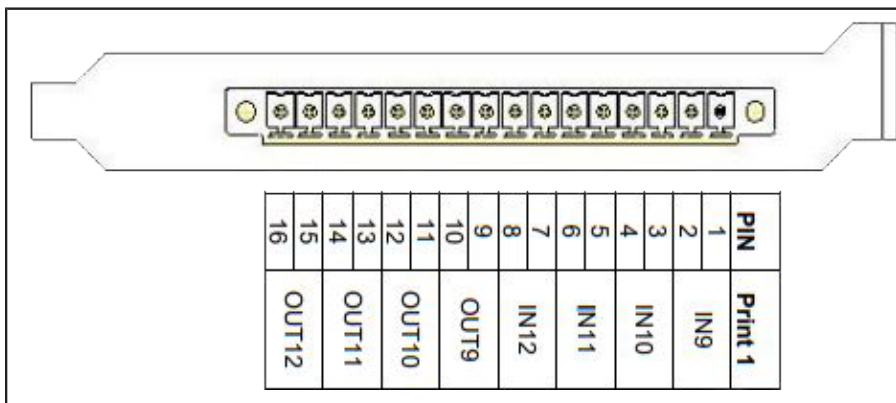 PIN Print 1
1 IN9
2
3 IN10
4
5 IN11
6
7 IN12
8
9 OUT9
10
11 OUT10
12
13 OUT11
14
15 OUT12
16